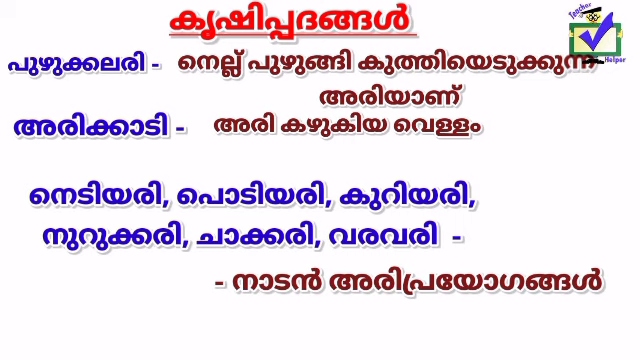 കൃഷിപ്പദങ്ങൾ
Teacher
Helper
പുഴുക്കലരി - നെല്ല് പുഴുങ്ങി കുത്തിയെടുക്കുന്ന
അരിയാണ്
അരിക്കാടി - അരി കഴുകിയ വെള്ളം
നെടിയരി, പൊടിയരി, കുറിയരി,
നുറുക്കരി, ചാക്കരി, വരവരി -
- നാടൻ അരിപ്രയോഗങ്ങൾ